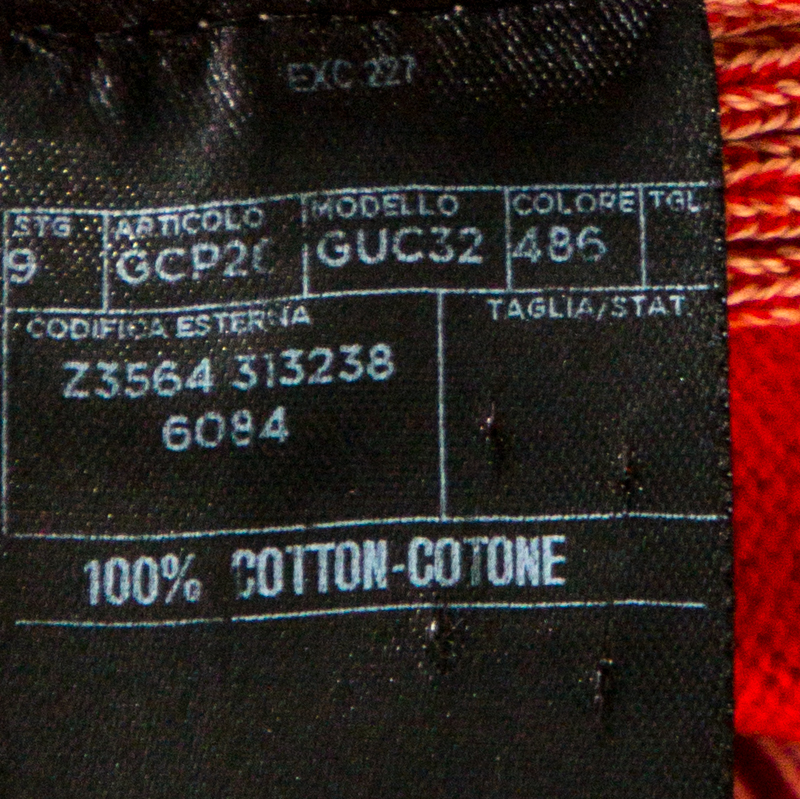 EXC 227
STG ARTICOLO MODELLO COLORE TGL
9 GUC32 486
CODIFICA ESTERNA TAGLIA/STAT.
Z3564 313238
6084
100% COTTON-COTONE